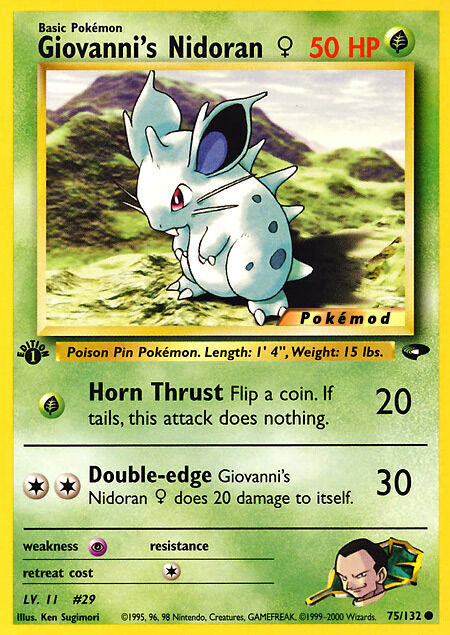 Basic Pokémon
Giovanni's Nidoran ♀ 50 HP
Pokémod
EDITION
1
Poison Pin Pokémon. Length: 1' 4", Weight: 15 lbs.
Horn Thrust Flip a coin. If
tails, this attack does nothing.
20
Double-edge Giovanni's
Nidoran ♀ does 20 damage to itself.
30
weakness
resistance
retreat cost
LV. 11 #29
Illus. Ken Sugimori
©1995, 96, 98 Nintendo, Creatures, GAMEFREAK. ©1999-2000 Wizards.
75/132